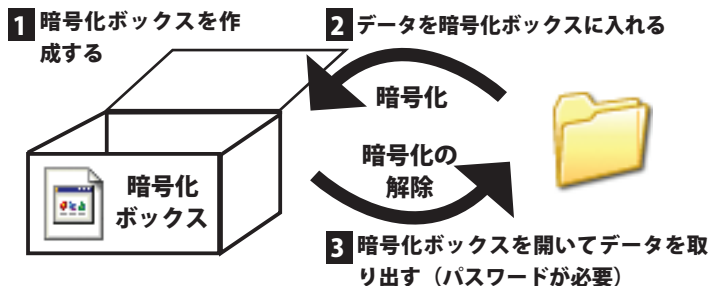 1 暗号化ボックスを作
成する
2 データを暗号化ボックスに入れる
暗号化
暗号化の
解除
暗号化
ボックス
3 暗号化ボックスを開いてデータを取
り出す（パスワードが必要）